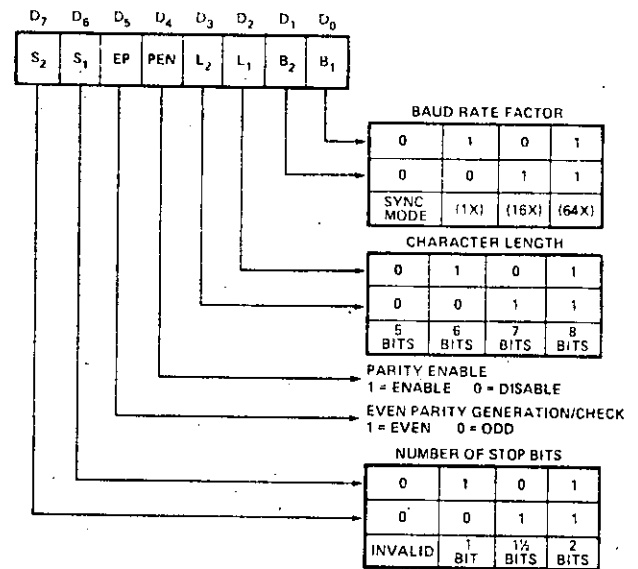 D7 D6 D5 D4 D3 D2 D1 D0
S2 S1 EP PEN L2 L1 B2 B1
BAUD RATE FACTOR
0 1 0 1
0 0 1 1
SYNC MODE (1X) (16X) (64X)
CHARACTER LENGTH
0 1 0 1
0 0 1 1
5 BITS 6 BITS 7 BITS 8 BITS
PARITY ENABLE
1 = ENABLE 0 = DISABLE
EVEN PARITY GENERATION/CHECK
1 = EVEN 0 = ODD
NUMBER OF STOP BITS
0 1 0 1
0 0 1 1
INVALID 1 BIT 1½ BITS 2 BITS